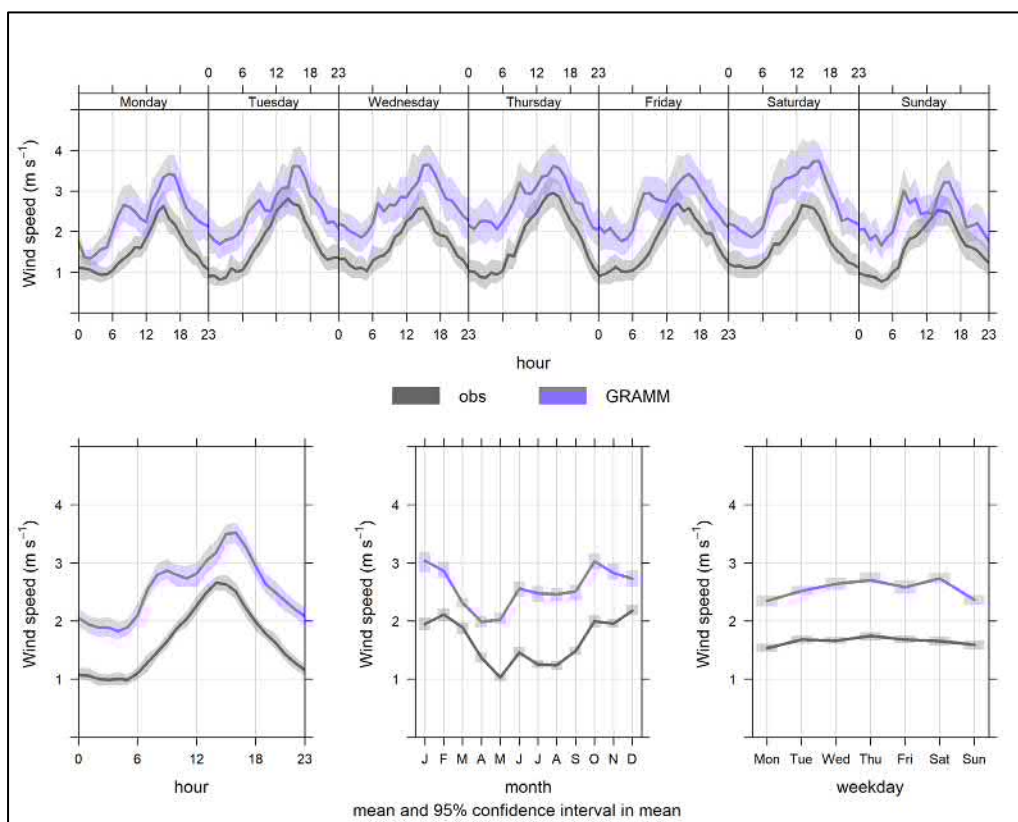 0 6 12 18 23 0 6 12 18 23 0 6 12 18 23
Monday Tuesday Wednesday Thursday Friday Saturday Sunday
Wind speed (m s⁻¹)
4
3
2
1
0 6 12 18 0 6 12 18 23 0 6 12 18 23 0 6 12 18 23
hour
obs GRAMM
Wind speed (m s⁻¹)
4
3
2
1
0 6 12 18 23
hour
Wind speed (m s⁻¹)
4
3
2
1
J F M A M J J A S O N D
month
Wind speed (m s⁻¹)
4
3
2
1
Mon Tue Wed Thu Fri Sat Sun
weekday
mean and 95% confidence interval in mean